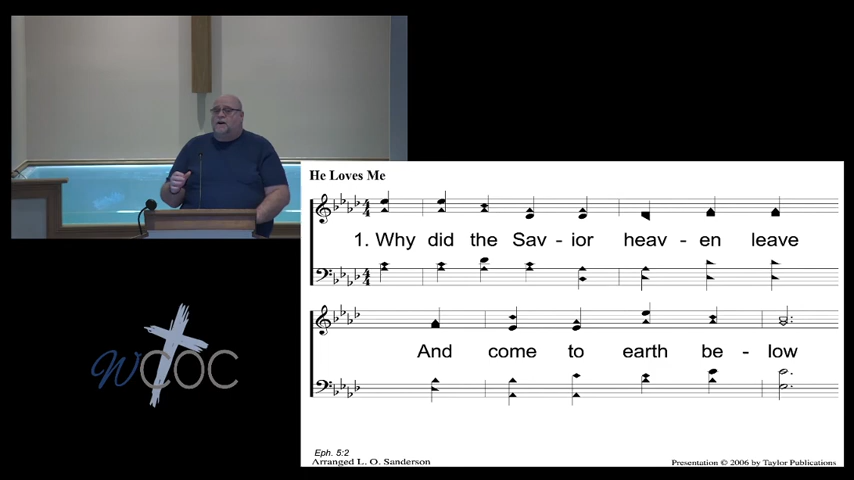 He Loves Me
1. Why did the Sav - ior heav - en leave
And come to earth be - low
Eph. 5:2
Arranged L. O. Sanderson
Presentation © 2006 by Taylor Publications
WCOC